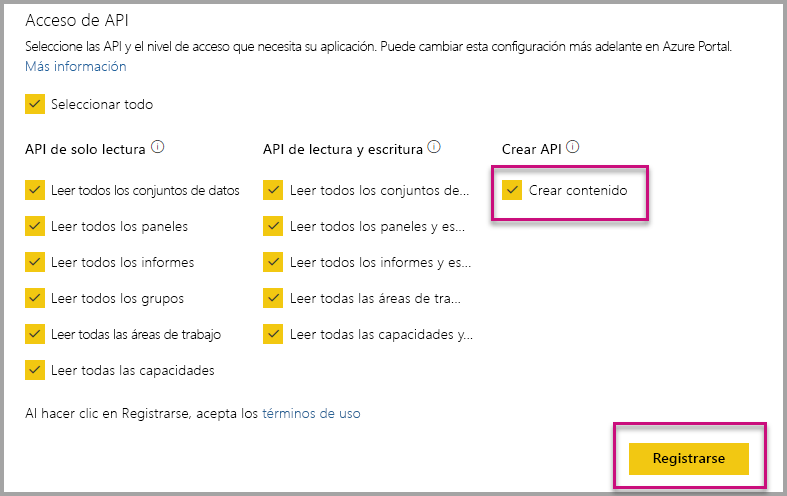 Acceso de API
Seleccione las API y el nivel de acceso que necesita su aplicación. Puede cambiar esta configuración más adelante en Azure Portal.
Más información
Seleccionar todo
API de solo lectura
Leer todos los conjuntos de datos
Leer todos los paneles
Leer todos los informes
Leer todos los grupos
Leer todas las áreas de trabajo
Leer todas las capacidades
API de lectura y escritura
Leer todos los conjuntos de...
Leer todos los paneles y es...
Leer todos los informes y es...
Leer todas las áreas de tra...
Leer todas las capacidades y...
Crear API
Crear contenido
Al hacer clic en Registrarse, acepta los términos de uso
Registrarse